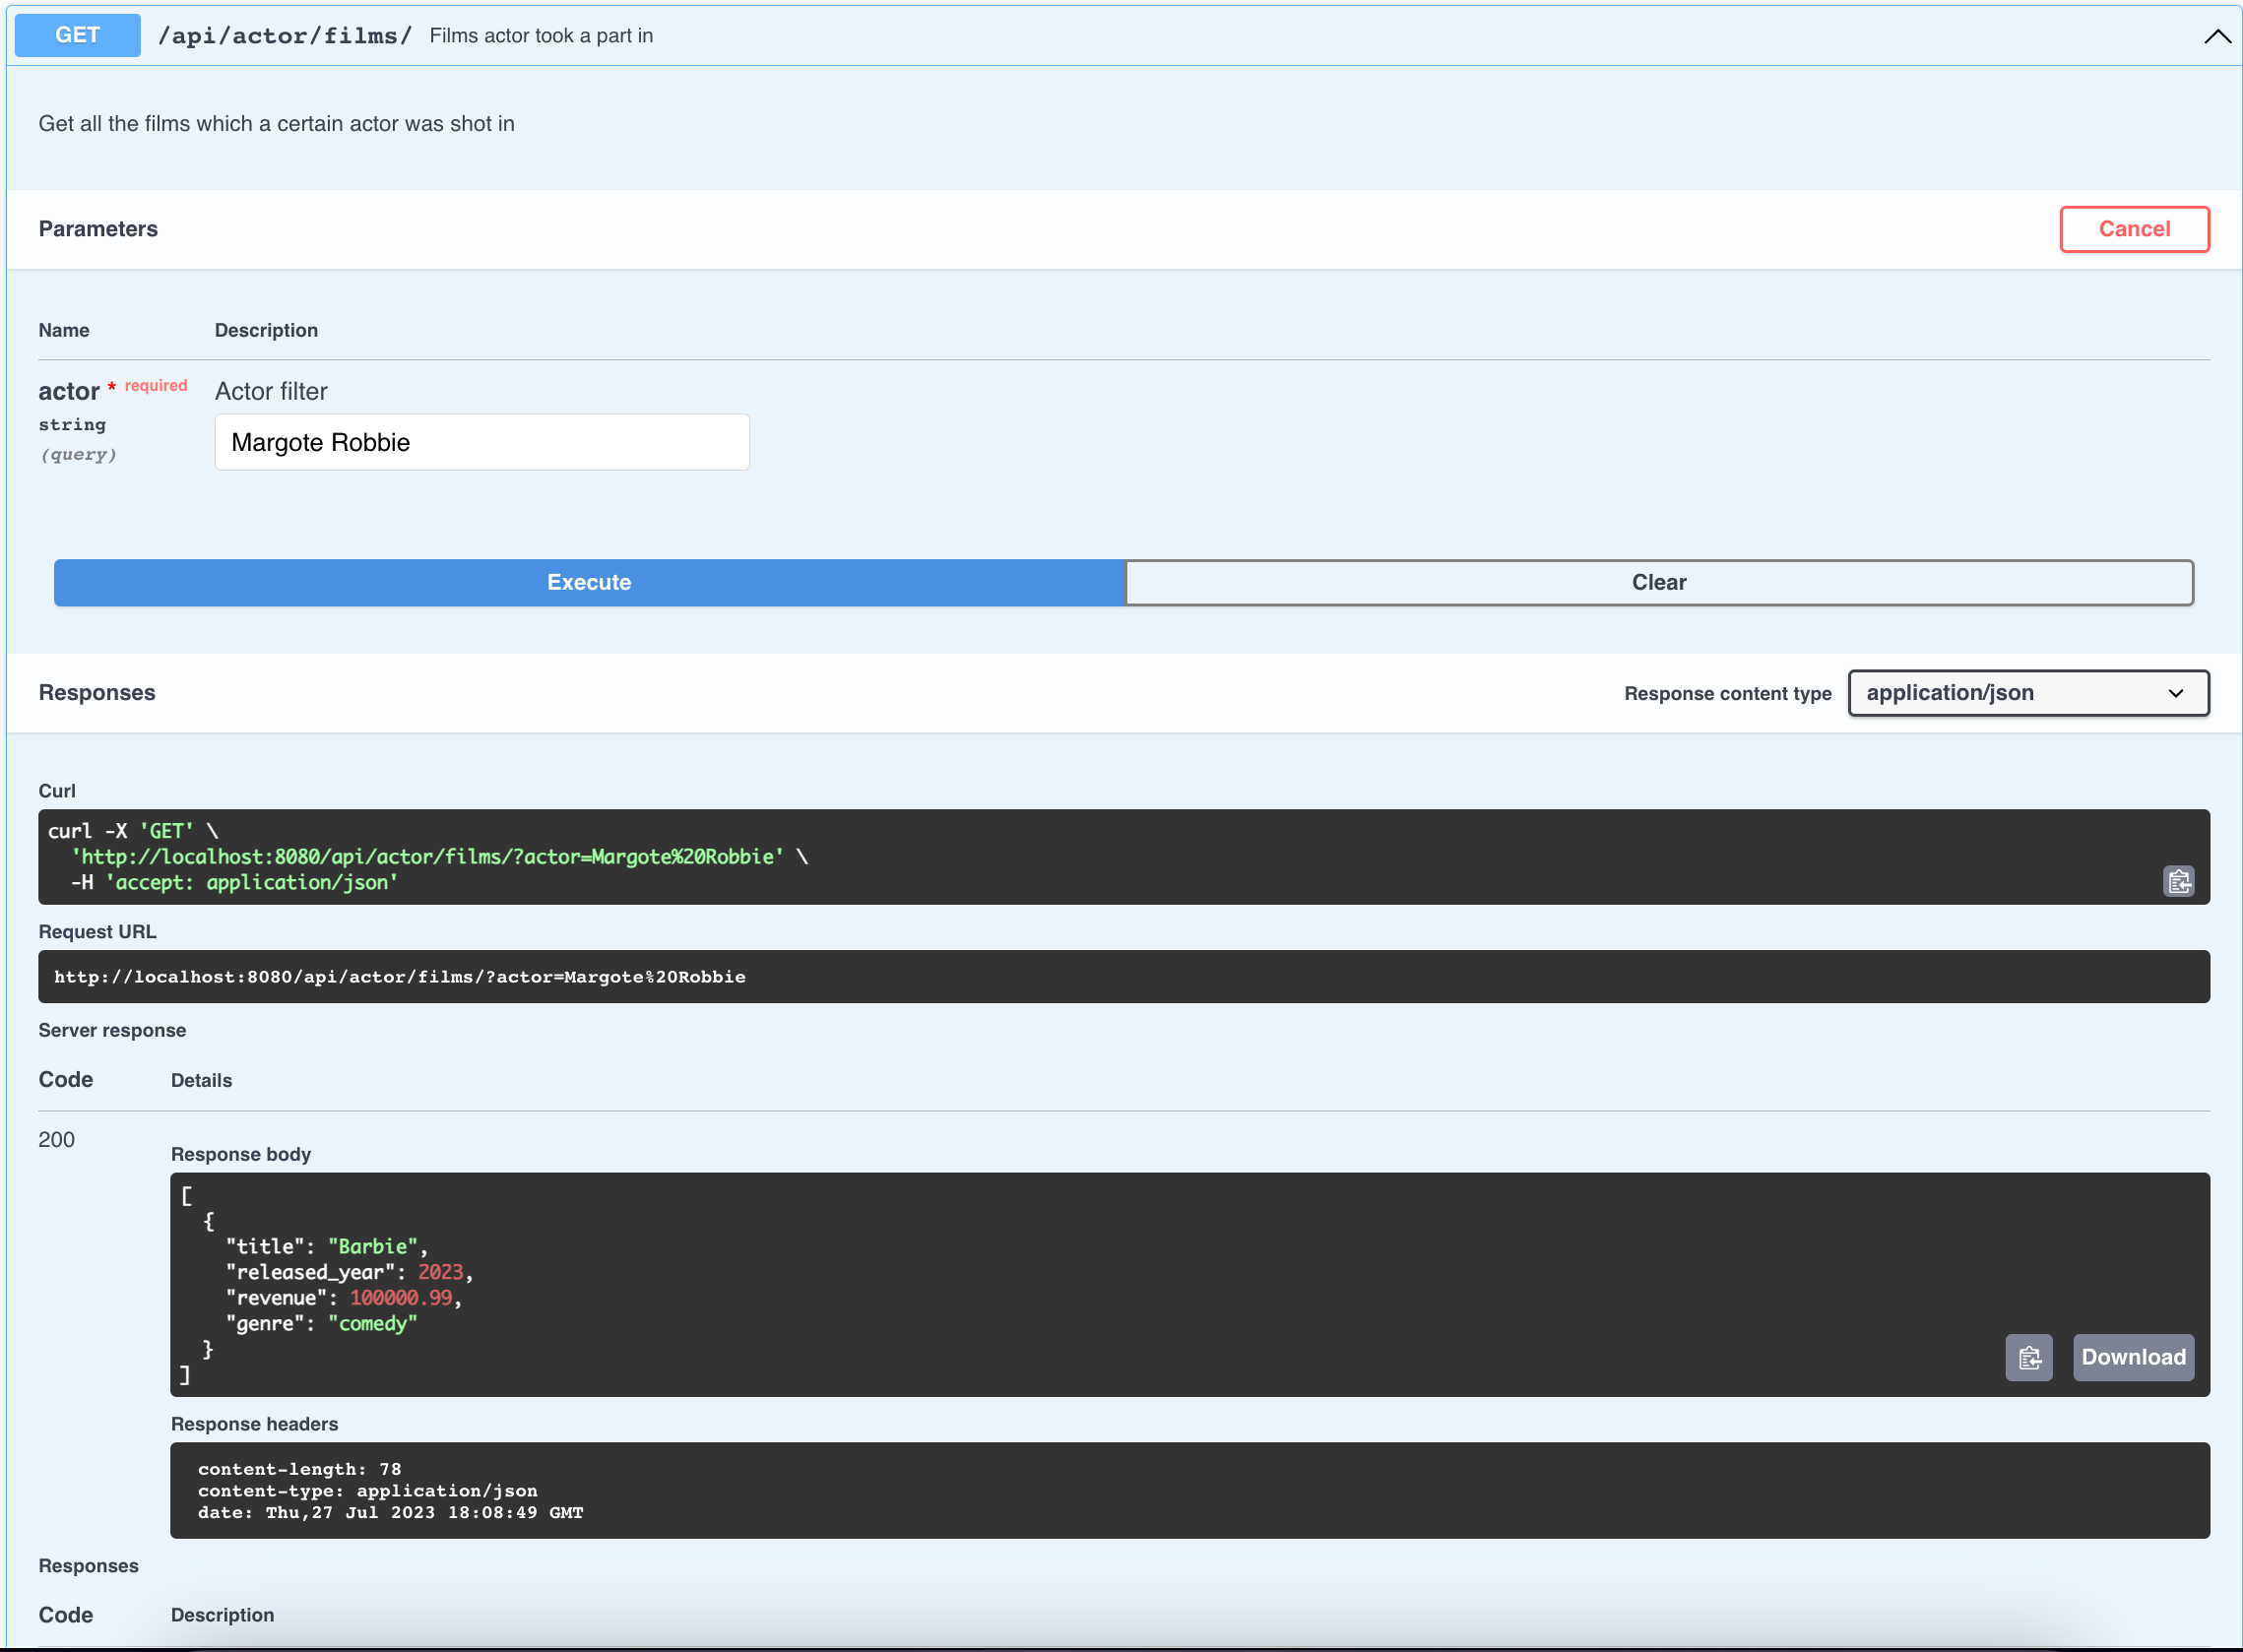 GET /api/actor/films/ Films actor took a part in
Get all the films which a certain actor was shot in
Parameters
Cancel
Name Description
actor * required Actor filter
string
(query)
Margote Robbie
Execute
Clear
Responses
Response content type application/json
Curl
curl -X 'GET' \
  'http://localhost:8080/api/actor/films/?actor=Margote%20Robbie' \
  -H 'accept: application/json'
Request URL
http://localhost:8080/api/actor/films/?actor=Margote%20Robbie
Server response
Code Details
200
Response body
[
  {
    "title": "Barbie",
    "released_year": 2023,
    "revenue": 100000.99,
    "genre": "comedy"
  }
]
Download
Response headers
content-length: 78
content-type: application/json
date: Thu,27 Jul 2023 18:08:49 GMT
Responses
Code Description